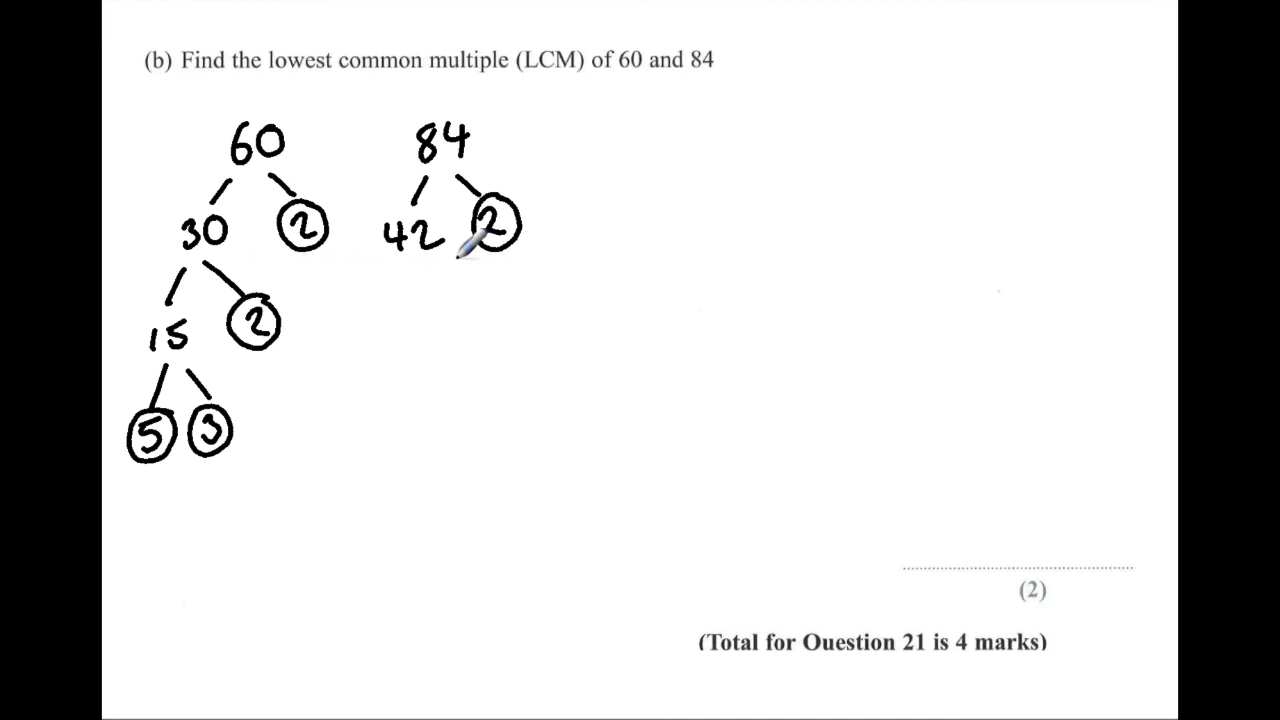 (b) Find the lowest common multiple (LCM) of 60 and 84
60 84
30 2 42 2
15 2
5 3
(2)
(Total for Question 21 is 4 marks)